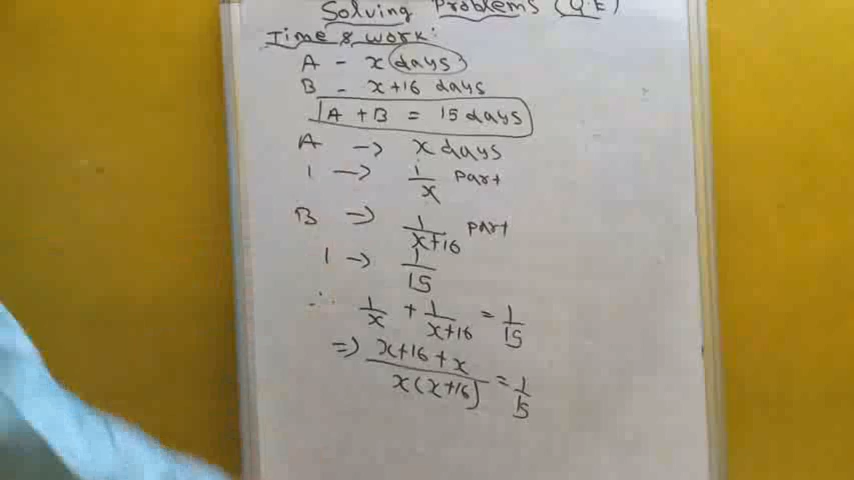 Solving Problems (Q.E)
Time & work:
A - x days
B - x+16 days
A + B = 15 days
A -> x days
1 -> 1/x part
B -> 1/(x+16) part
1 -> 1/15
∴ 1/x + 1/(x+16) = 1/15
=> (x+16+x)/(x(x+16)) = 1/15